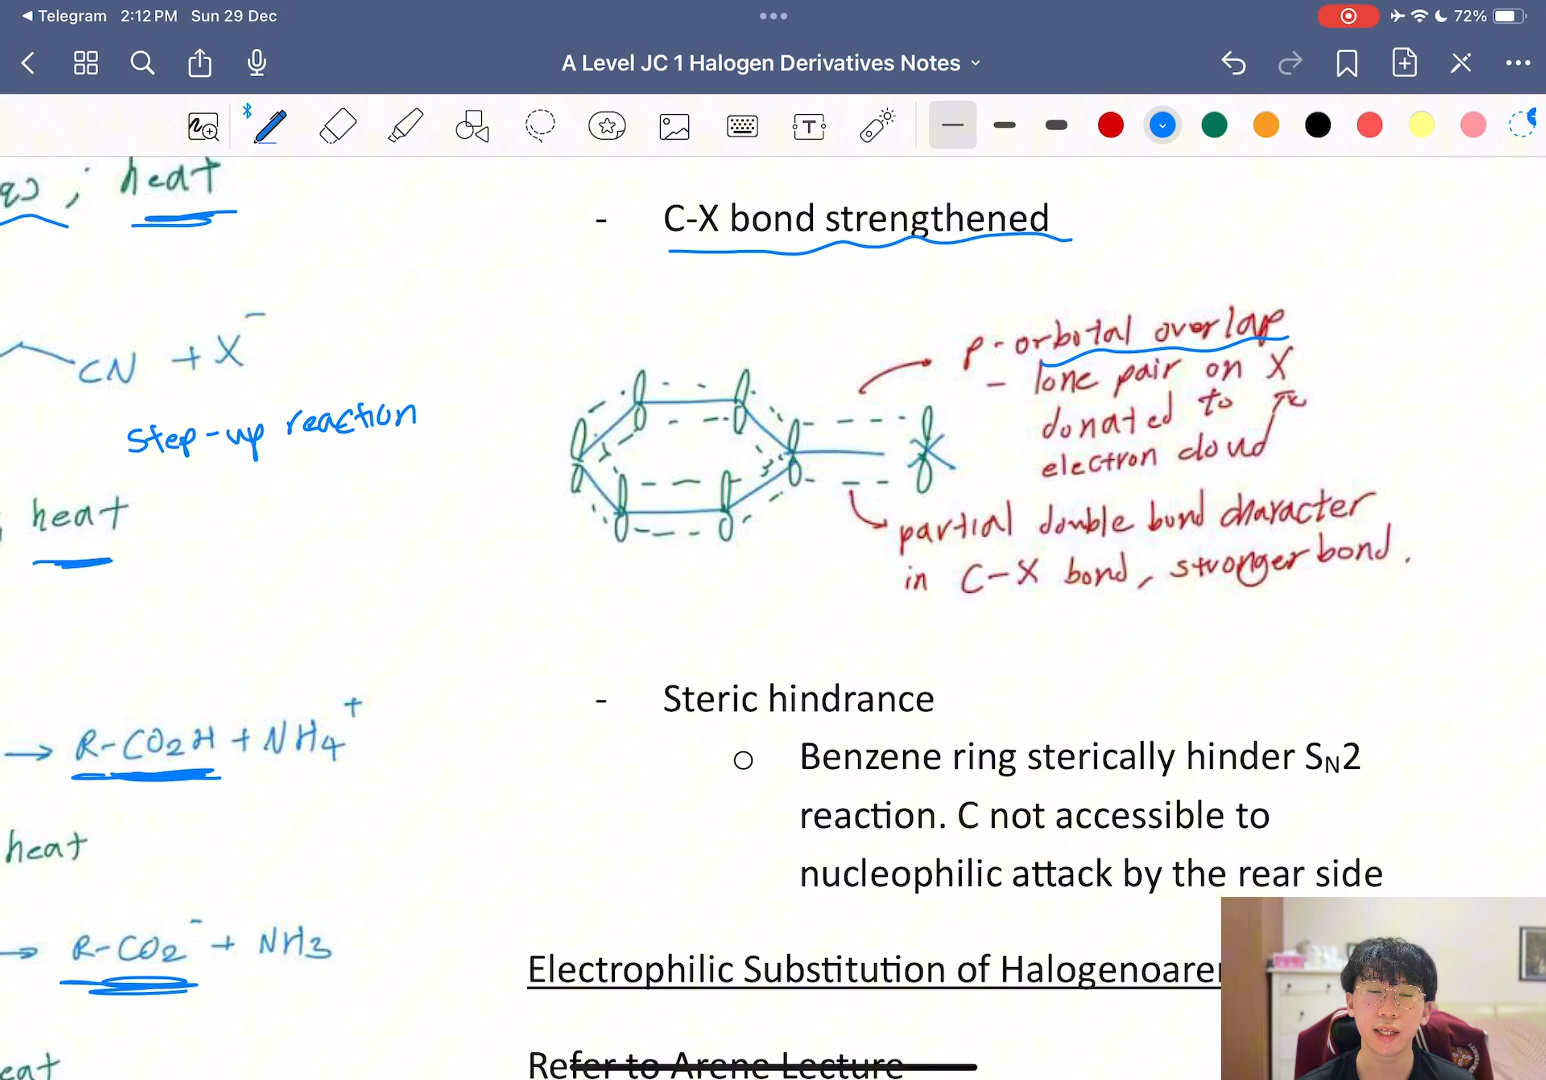 Telegram 2:12 PM Sun 29 Dec
72%
A Level JC 1 Halogen Derivatives Notes
; heat
CN + X⁻
Step-up reaction
heat
→ R-CO2H + NH4⁺
heat
→ R-CO2⁻ + NH3
- C-X bond strengthened
p-orbotal overlap
- lone pair on X
donated to π
electron cloud
partial double bond character
in C-X bond, stronger bond.
- Steric hindrance
o Benzene ring sterically hinder SN2
reaction. C not accessible to
nucleophilic attack by the rear side
Electrophilic Substitution of
Refer to Arene Lecture